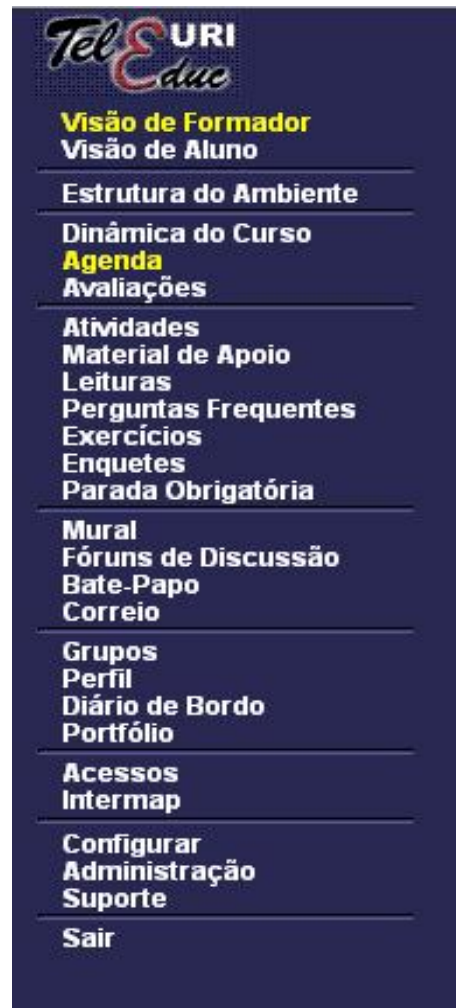 TelEduc URI
Visão de Formador
Visão de Aluno
Estrutura do Ambiente
Dinâmica do Curso
Agenda
Avaliações
Atividades
Material de Apoio
Leituras
Perguntas Frequentes
Exercícios
Enquetes
Parada Obrigatória
Mural
Fóruns de Discussão
Bate-Papo
Correio
Grupos
Perfil
Diário de Bordo
Portfólio
Acessos
Intermap
Configurar
Administração
Suporte
Sair